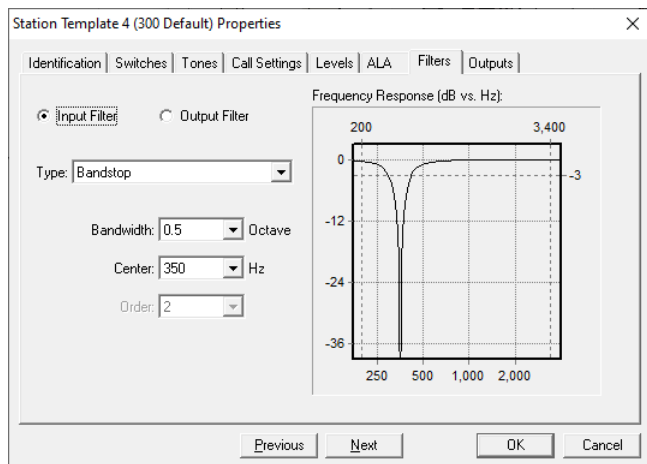 Station Template 4 (300 Default) Properties
Identification Switches Tones Call Settings Levels ALA Filters Outputs
Input Filter Output Filter
Frequency Response (dB vs. Hz):
200 3,400
Type: Bandstop
0
-3
Bandwidth: 0.5 Octave
-12
Center: 350 Hz
-24
Order: 2
-36
250 500 1,000 2,000
Previous Next OK Cancel